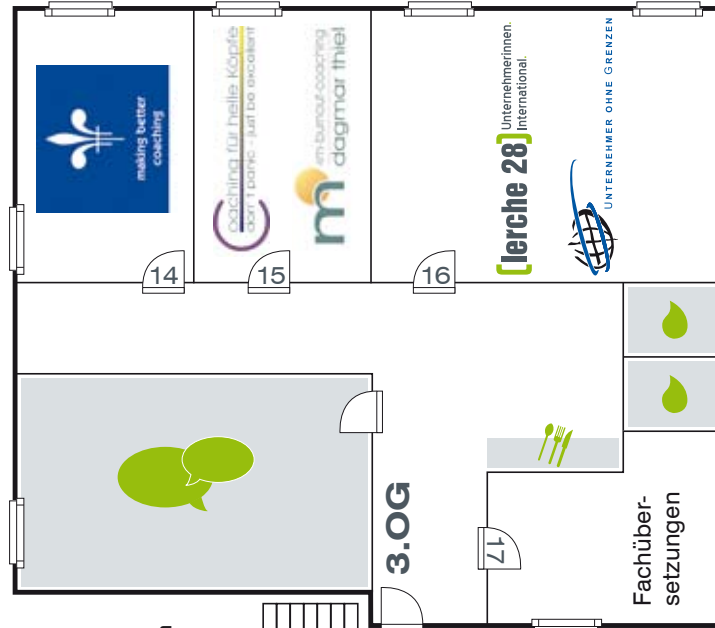 making better
coaching
14
coaching für helle Köpfe
don't panic - just be excellent
m
rm-burnout-coaching
dagmar thiel
15
[lerche 28]
Unternehmerinnen.
International.
UNTERNEHMER OHNE GRENZEN
16
3.OG
17
Fachüber-
setzungen